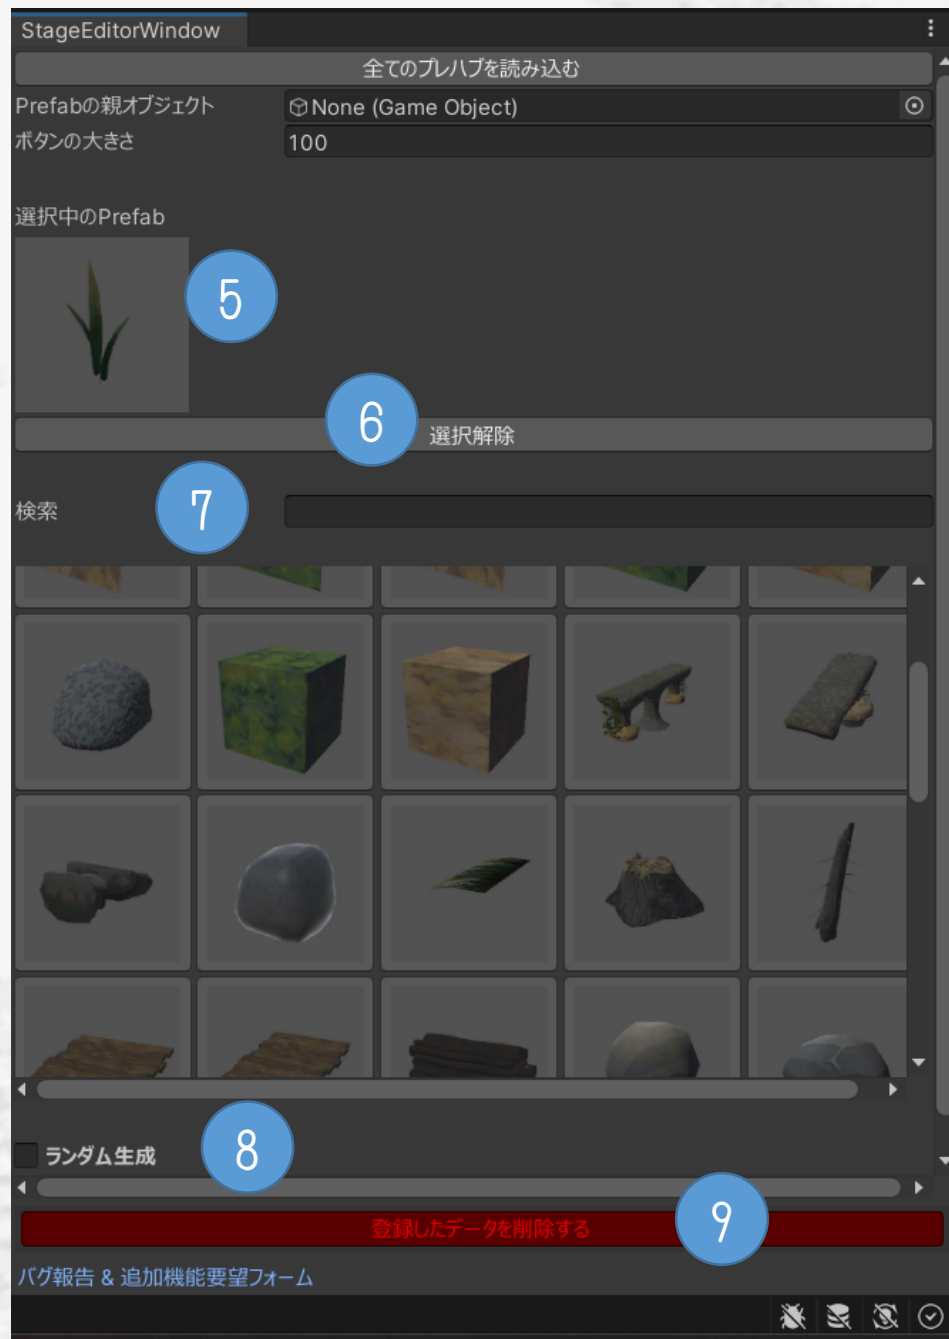 StageEditorWindow
全てのプレハブを読み込む
Prefabの親オブジェクト
None (Game Object)
ボタンの大きさ
100
選択中のPrefab
5
6
選択解除
検索
7
ランダム生成
8
登録したデータを削除する
9
バグ報告 & 追加機能要望フォーム